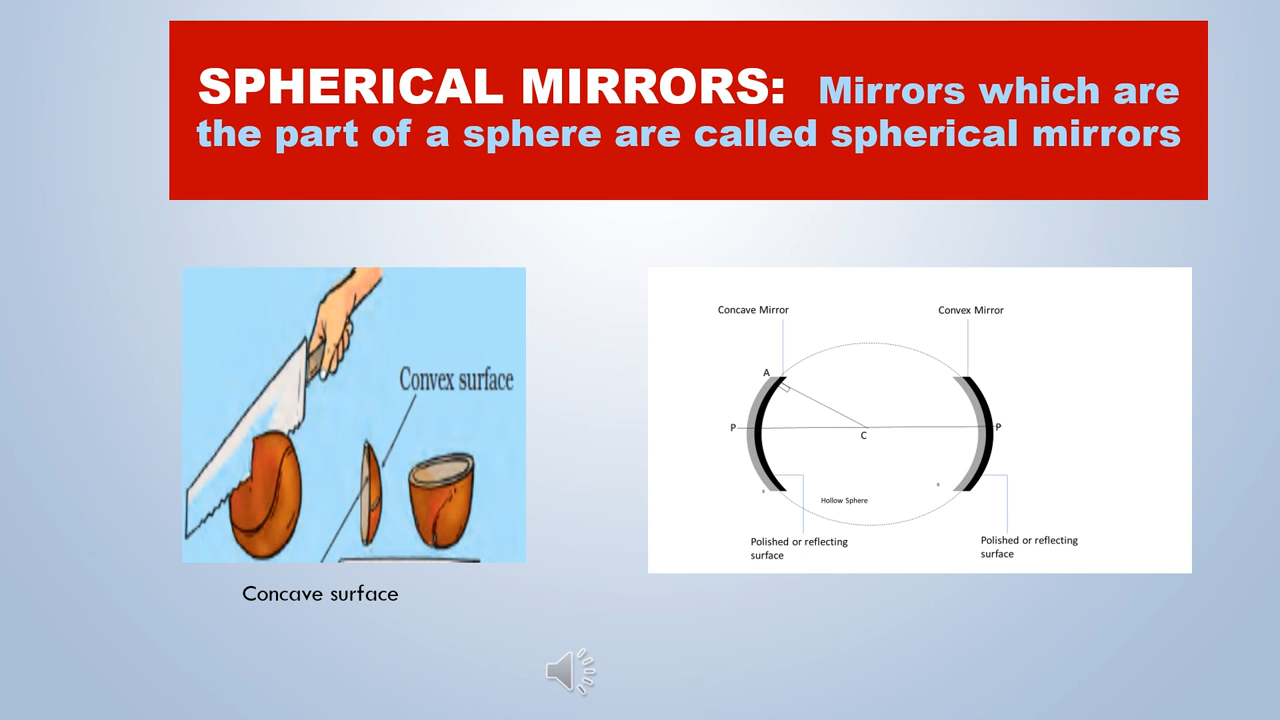 SPHERICAL MIRRORS: Mirrors which are
the part of a sphere are called spherical mirrors
Convex surface
Concave surface
Concave Mirror
Convex Mirror
A
P
C
P
Hollow Sphere
Polished or reflecting
surface
Polished or reflecting
surface